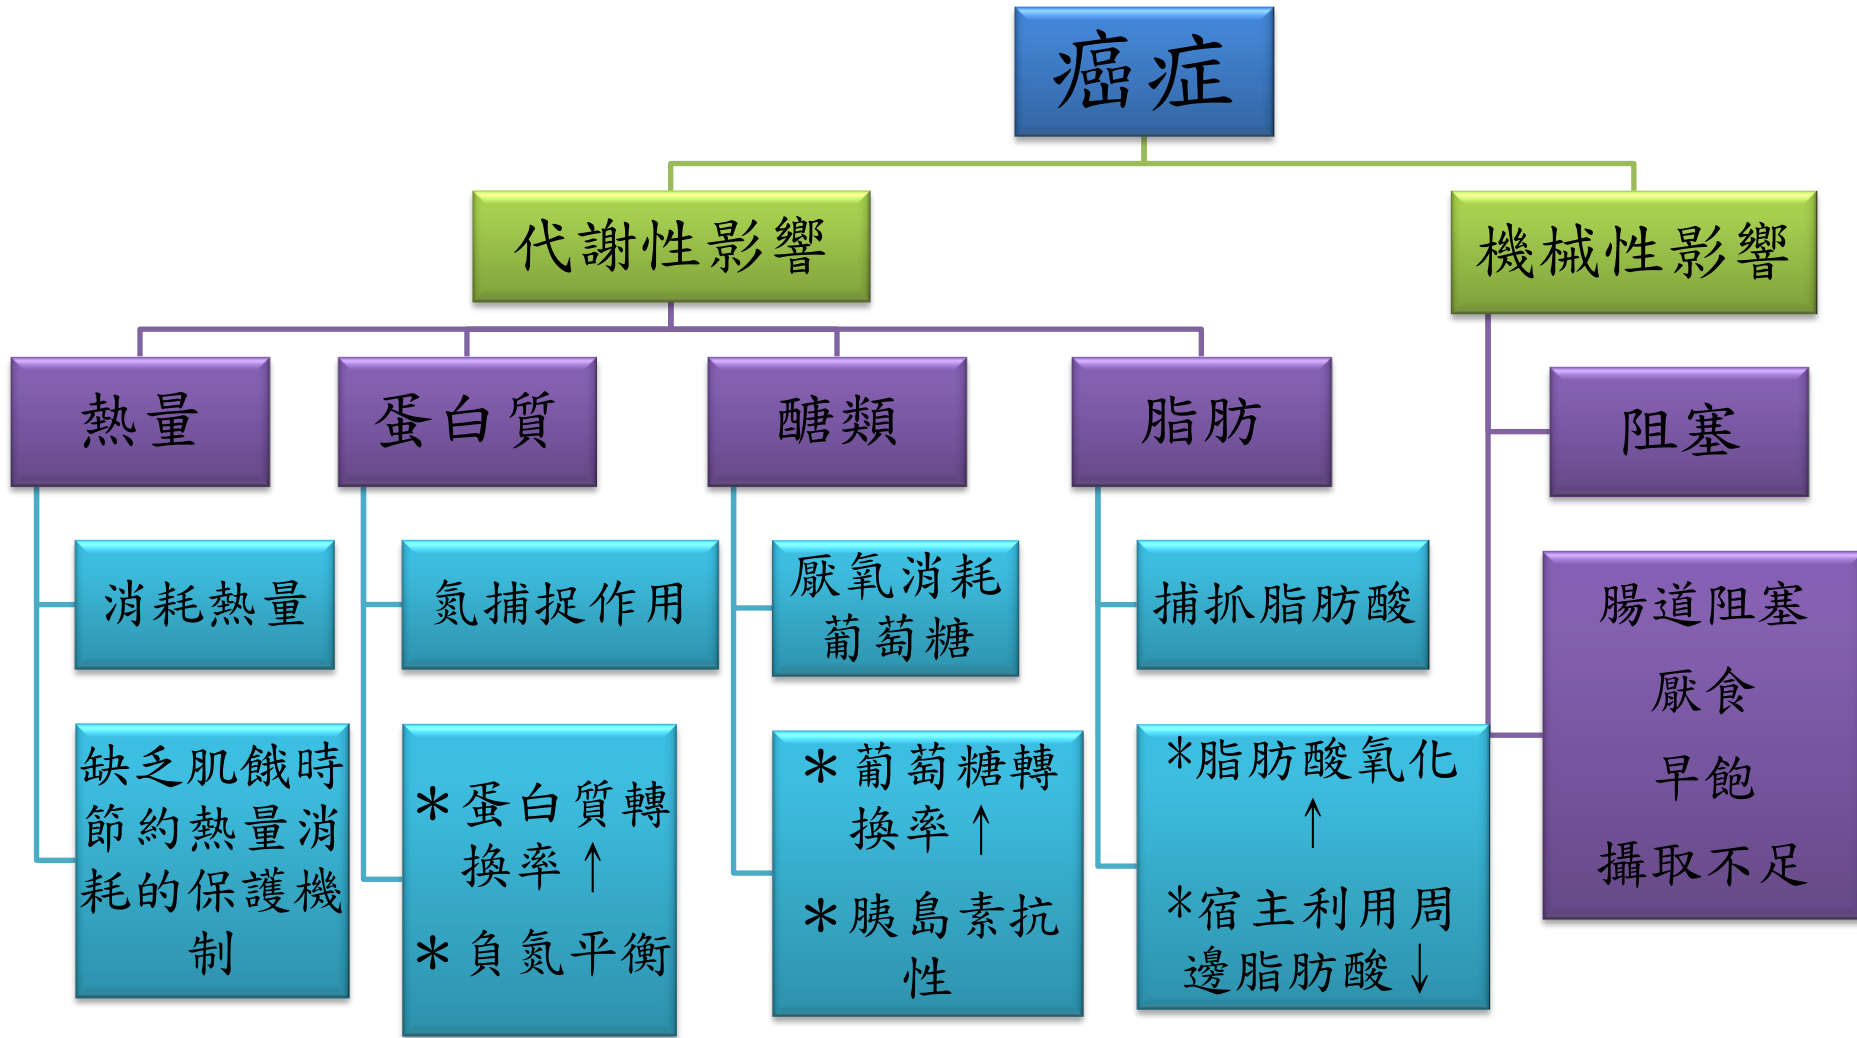 癌症
代謝性影響
機械性影響
熱量
蛋白質
醣類
脂肪
阻塞
消耗熱量
氮捕捉作用
厭氧消耗
葡萄糖
捕抓脂肪酸
腸道阻塞
厭食
早飽
攝取不足
缺乏肌餓時
節約熱量消
耗的保護機
制
＊蛋白質轉
換率↑
＊負氮平衡
＊葡萄糖轉
換率↑
＊胰島素抗
性
*脂肪酸氧化
↑
*宿主利用周
邊脂肪酸↓